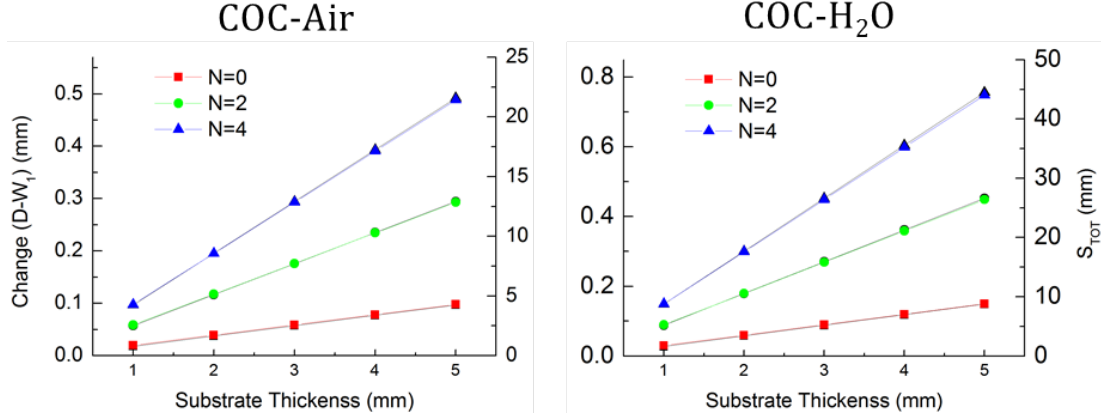 COC-Air
COC-H₂O
Change (D-W₁) (mm)
0.5
0.4
0.3
0.2
0.1
0.0
N=0
N=2
N=4
25
20
15
10
5
0
1 2 3 4 5
Substrate Thickenss (mm)
0.8
0.6
0.4
0.2
0.0
N=0
N=2
N=4
50
40
30
20
10
0
S_TOT (mm)
1 2 3 4 5
Substrate Thickenss (mm)